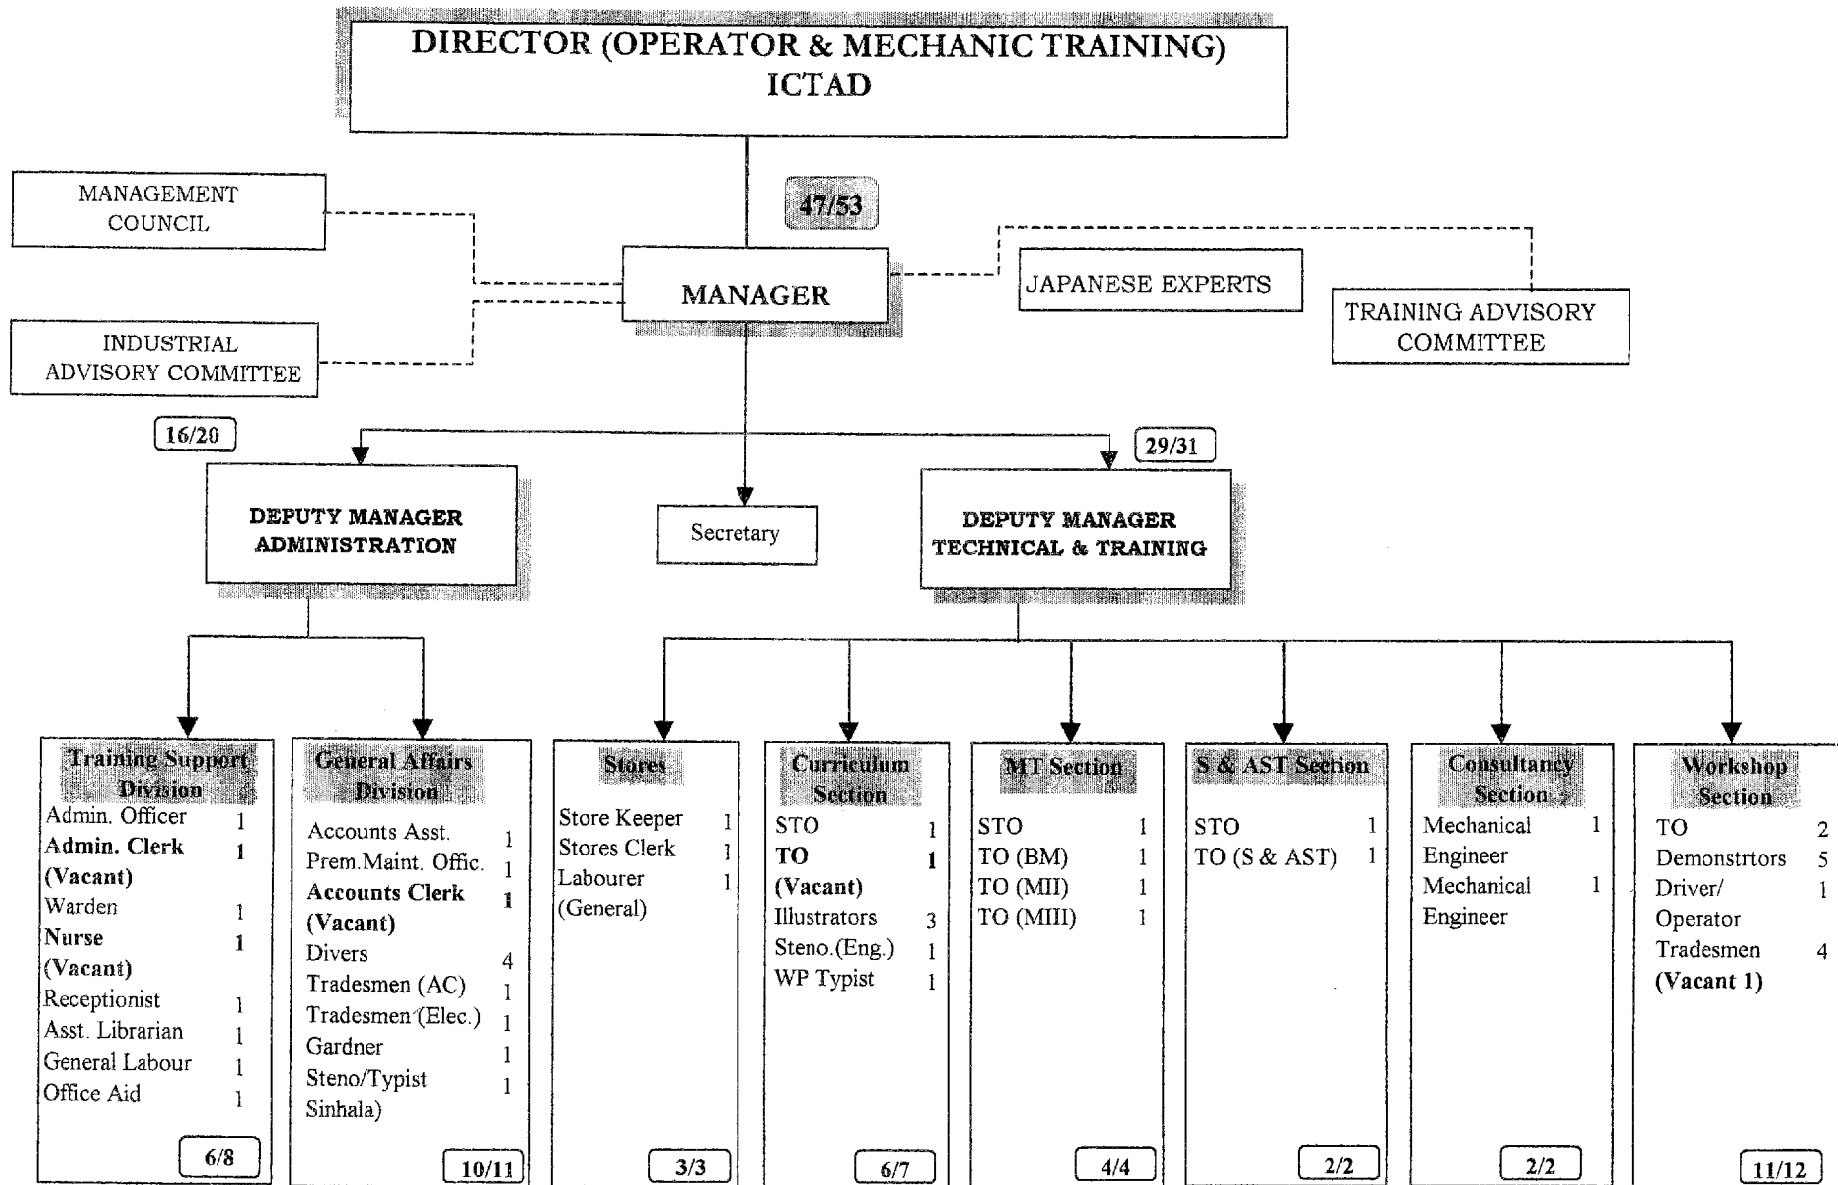 DIRECTOR (OPERATOR & MECHANIC TRAINING)
ICTAD
47/53
MANAGEMENT
COUNCIL
MANAGER
JAPANESE EXPERTS
TRAINING ADVISORY
COMMITTEE
INDUSTRIAL
ADVISORY COMMITTEE
16/20
29/31
DEPUTY MANAGER
ADMINISTRATION
Secretary
DEPUTY MANAGER
TECHNICAL & TRAINING
Training Support
Division
Admin. Officer 1
Admin. Clerk 1
(Vacant)
Warden 1
Nurse 1
(Vacant)
Receptionist 1
Asst. Librarian 1
General Labour 1
Office Aid 1
6/8
General Affairs
Division
Accounts Asst. 1
Prem.Maint. Offic. 1
Accounts Clerk 1
(Vacant)
Divers 4
Tradesmen (AC) 1
Tradesmen (Elec.) 1
Gardner 1
Steno/Typist 1
Sinhala)
10/11
Stores
Store Keeper 1
Stores Clerk 1
Labourer 1
(General)
3/3
Curriculum
Section
STO 1
TO 1
(Vacant)
Illustrators 3
Steno.(Eng.) 1
WP Typist 1
6/7
MT Section
STO 1
TO (BM) 1
TO (MII) 1
TO (MIII) 1
4/4
S & AST Section
STO 1
TO (S & AST) 1
2/2
Consultancy
Section
Mechanical 1
Engineer
Mechanical 1
Engineer
2/2
Workshop
Section
TO 2
Demonstrtors 5
Driver/ 1
Operator
Tradesmen 4
(Vacant 1)
11/12